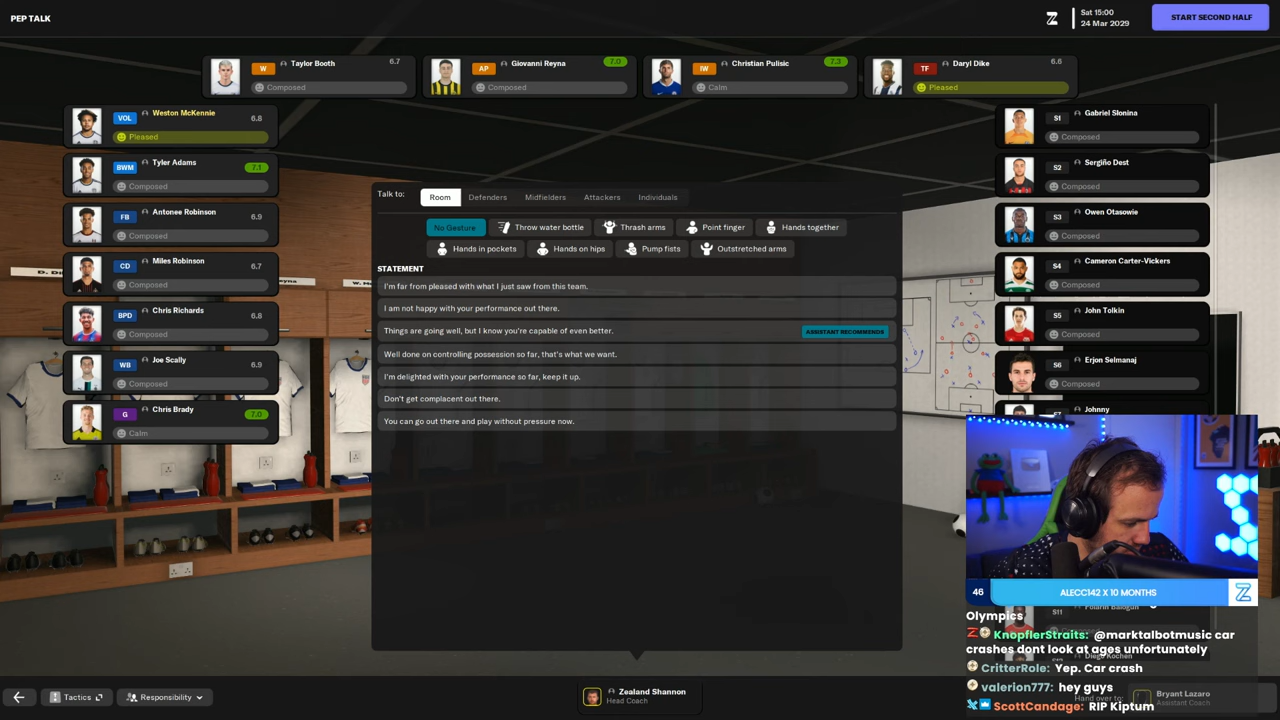 PEP TALK
Sat 15:00
24 Mar 2029
START SECOND HALF
W Taylor Booth 6.7
Composed
AP Giovanni Reyna 7.0
Composed
IW Christian Pulisic 7.3
Calm
TF Daryl Dike 6.6
Pleased
VOL Weston McKennie 6.8
Pleased
BWM Tyler Adams 7.1
Composed
FB Antonee Robinson 6.9
Composed
CD Miles Robinson 6.7
Composed
BPD Chris Richards 6.8
Composed
WB Joe Scally 6.9
Composed
G Chris Brady 7.0
Calm
Talk to: Room Defenders Midfielders Attackers Individuals
No Gesture Throw water bottle Thrash arms Point finger Hands together
Hands in pockets Hands on hips Pump fists Outstretched arms
STATEMENT
I'm far from pleased with what I just saw from this team.
I am not happy with your performance out there.
Things are going well, but I know you're capable of even better. ASSISTANT RECOMMENDS
Well done on controlling possession so far, that's what we want.
I'm delighted with your performance so far, keep it up.
Don't get complacent out there.
You can go out there and play without pressure now.
S1 Gabriel Slonina
Composed
S2 Sergiño Dest
Composed
S3 Owen Otasowie
Composed
S4 Cameron Carter-Vickers
Composed
S5 John Tolkin
Composed
S6 Erjon Selmanaj
Composed
Johnny
46 ALECC142 X 10 MONTHS
S11 Folarin Balogun
Olympics
KnopflerStraits: @marktalbotmusic car
crashes dont look at ages unfortunately
CritterRole: Yep. Car crash
valerion777: hey guys
ScottCandage: RIP Kiptum
Diego Kochen
Tactics Responsibility
Zealand Shannon
Head Coach
Hand over to:
Bryant Lazaro
Assistant Coach